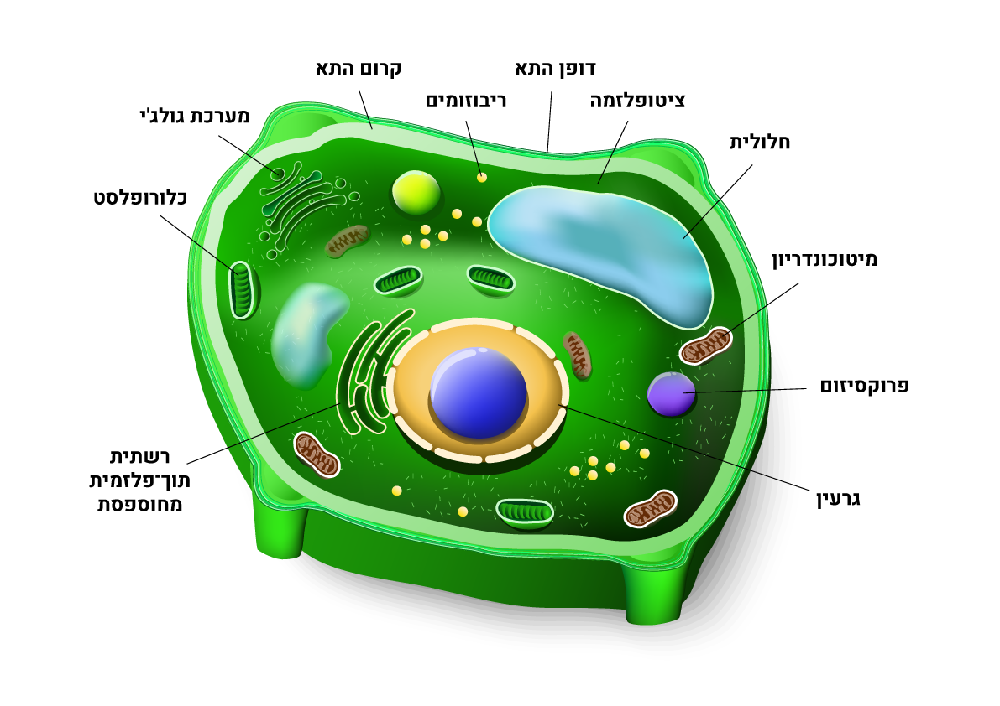 קרום התא
דופן התא
ריבוזומים
ציטופלזמה
מערכת גולג'י
חלולית
כלורופלסט
מיטוכונדריון
פרוקסיזום
רשתית
תוך־פלזמית
מחוספסת
גרעין